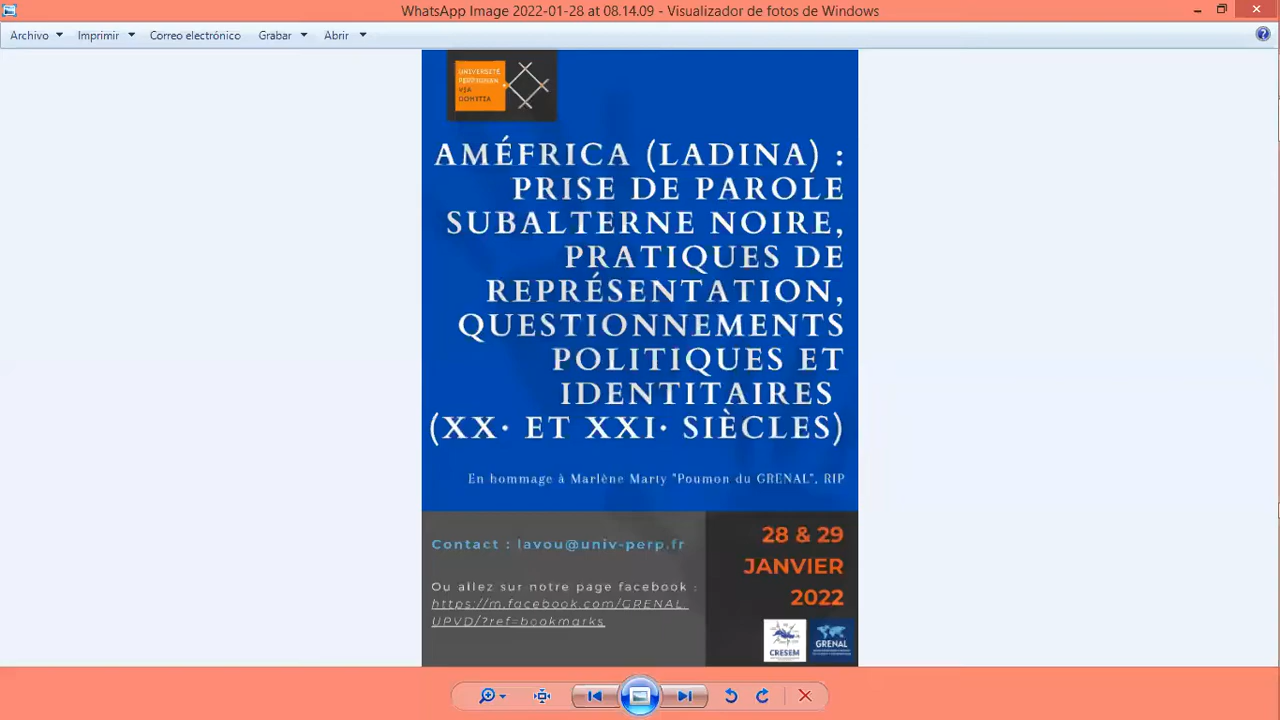 WhatsApp Image 2022-01-28 at 08.14.09 - Visualizador de fotos de Windows
Archivo Imprimir Correo electrónico Grabar Abrir
UNIVERSITÉ
PERPIGNAN
VIA
DOMITIA
AMÉFRICA (LADINA) :
PRISE DE PAROLE
SUBALTERNE NOIRE,
PRATIQUES DE
REPRÉSENTATION,
QUESTIONNEMENTS
POLITIQUES ET
IDENTITAIRES
(XX· ET XXI· SIÈCLES)
En hommage à Marlène Marty "Poumon du GRENAL", RIP
Contact : lavou@univ-perp.fr
Ou allez sur notre page facebook :
https://m.facebook.com/GRENAL.
UPVD/?ref=bookmarks
28 & 29
JANVIER
2022
CRESEM
GRENAL